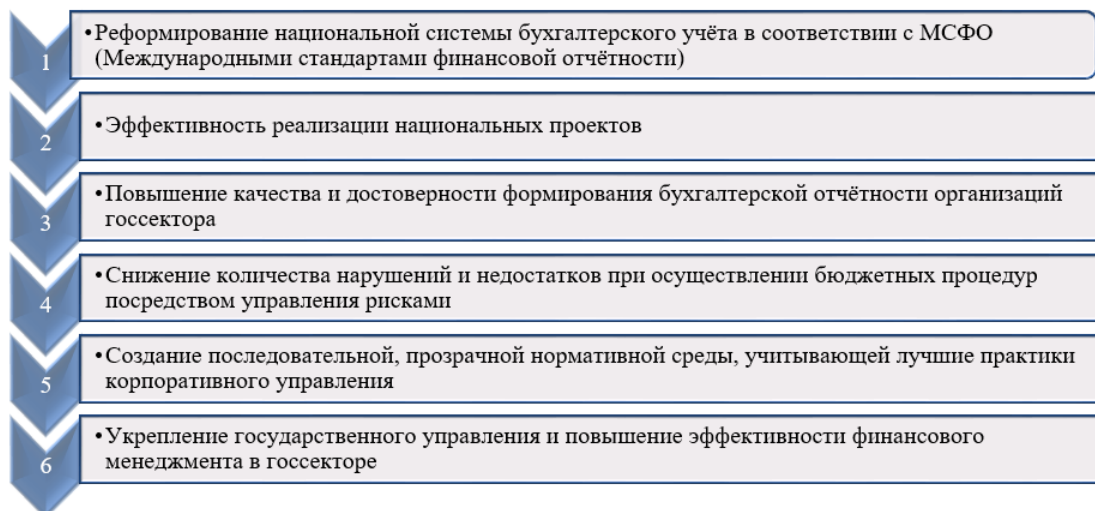 1
•Реформирование национальной системы бухгалтерского учёта в соответствии с МСФО
(Международными стандартами финансовой отчётности)
2
•Эффективность реализации национальных проектов
3
•Повышение качества и достоверности формирования бухгалтерской отчётности организаций
госсектора
4
•Снижение количества нарушений и недостатков при осуществлении бюджетных процедур
посредством управления рисками
5
•Создание последовательной, прозрачной нормативной среды, учитывающей лучшие практики
корпоративного управления
6
•Укрепление государственного управления и повышение эффективности финансового
менеджмента в госсекторе